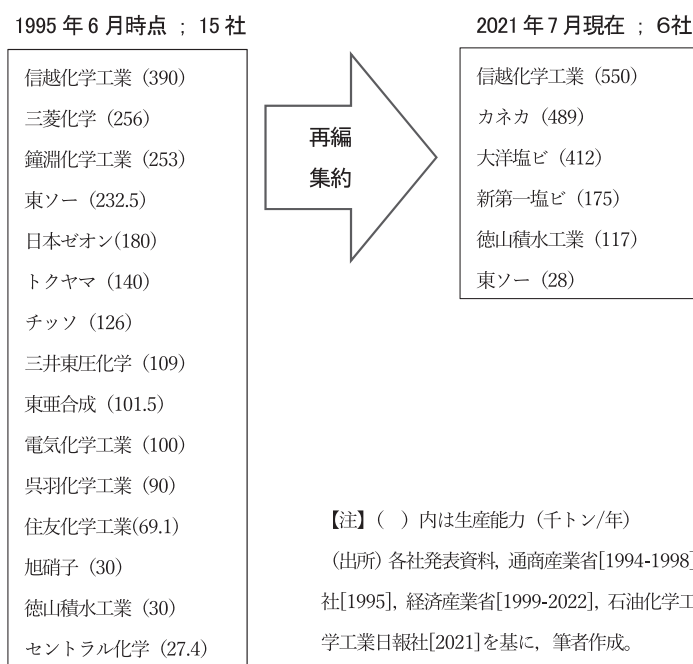 1995 年 6 月時点 ； 15 社
信越化学工業（390）
三菱化学（256）
鐘淵化学工業（253）
東ソー（232.5）
日本ゼオン(180)
トクヤマ（140）
チッソ（126）
三井東圧化学（109）
東亜合成（101.5）
電気化学工業（100）
呉羽化学工業（90）
住友化学工業(69.1)
旭硝子（30）
徳山積水工業（30）
セントラル化学（27.4）
再編
集約
2021 年 7 月現在 ； 6社
信越化学工業（550）
カネカ（489）
大洋塩ビ（412）
新第一塩ビ（175）
徳山積水工業（117）
東ソー（28）
【注】（　）内は生産能力（千トン/年）
（出所）各社発表資料, 通商産業省[1994-1998]
社[1995], 経済産業省[1999-2022], 石油化学工
学工業日報社[2021]を基に，筆者作成。